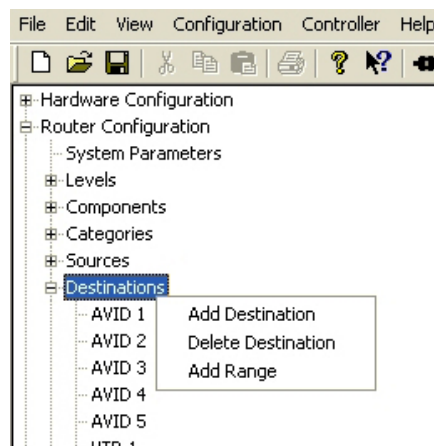 File Edit View Configuration Controller Help
Hardware Configuration
Router Configuration
System Parameters
Levels
Components
Categories
Sources
Destinations
AVID 1
Add Destination
AVID 2
Delete Destination
AVID 3
Add Range
AVID 4
AVID 5